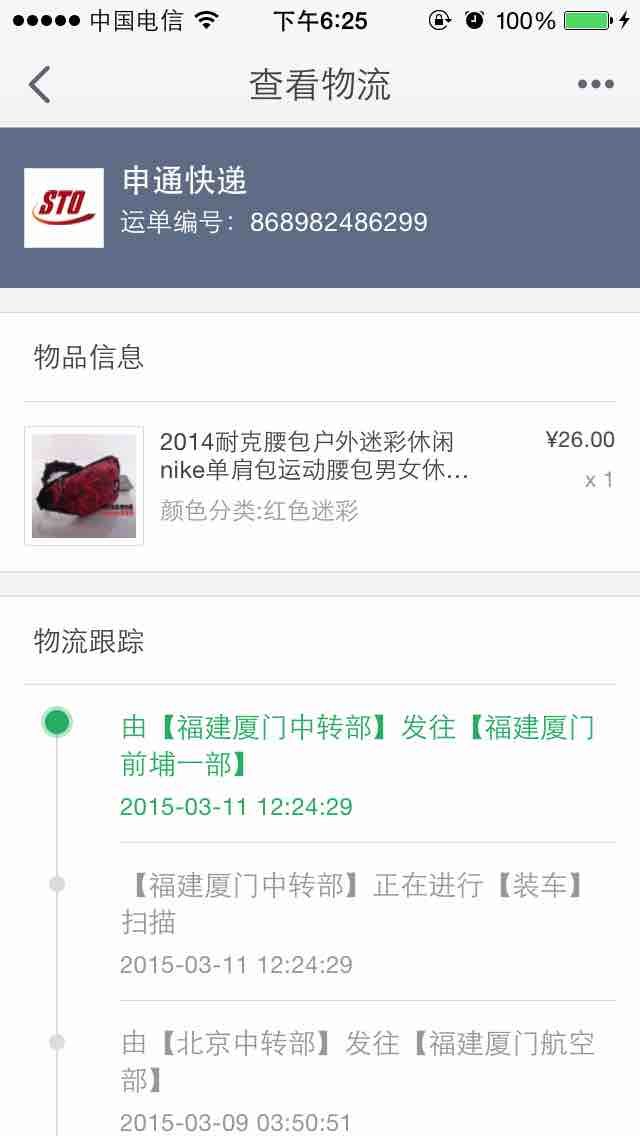 中国电信 下午6:25 100%
查看物流
STO
申通快递
运单编号：868982486299
物品信息
2014耐克腰包户外迷彩休闲 ¥26.00
nike单肩包运动腰包男女休... x 1
颜色分类:红色迷彩
物流跟踪
由【福建厦门中转部】发往【福建厦门
前埔一部】
2015-03-11 12:24:29
【福建厦门中转部】正在进行【装车】
扫描
2015-03-11 12:24:29
由【北京中转部】发往【福建厦门航空
部】
2015-03-09 03:50:51